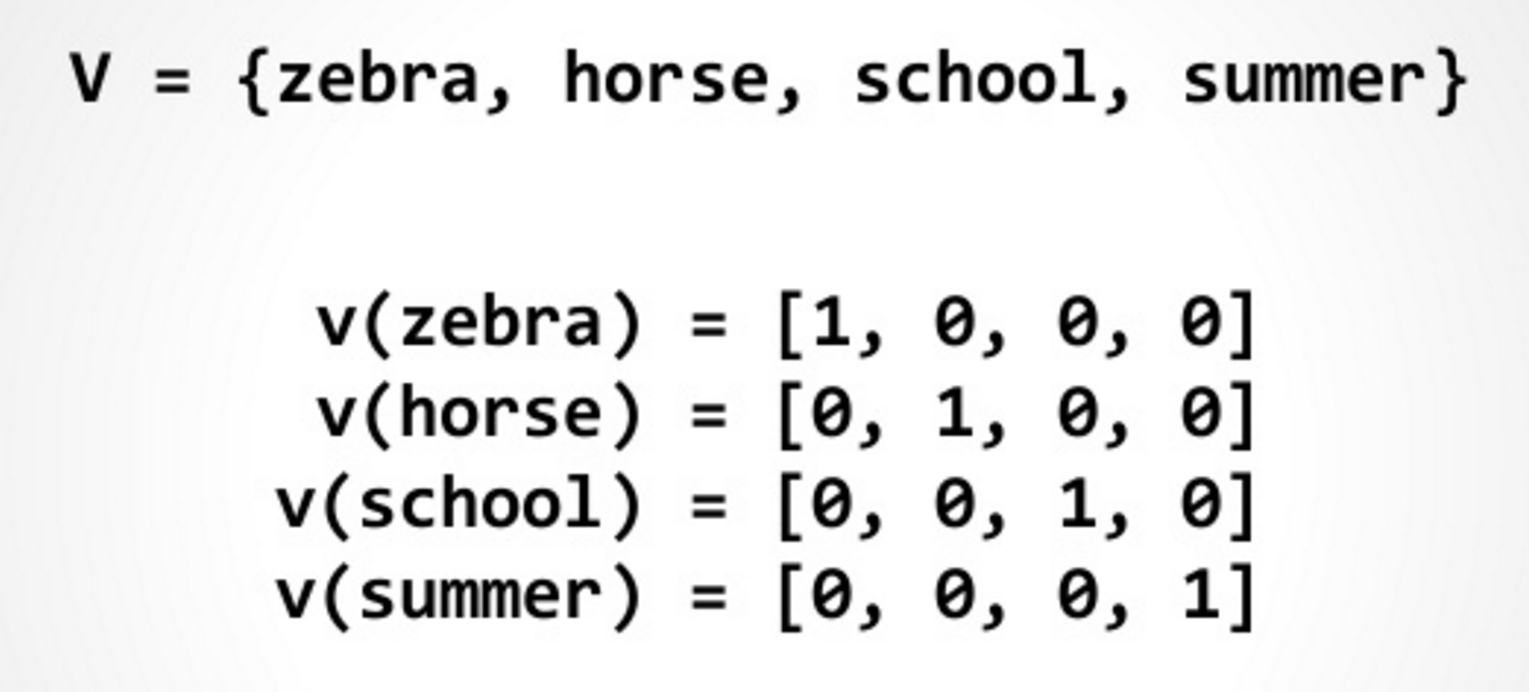 V = {zebra, horse, school, summer}
v(zebra) = [1, 0, 0, 0]
v(horse) = [0, 1, 0, 0]
v(school) = [0, 0, 1, 0]
v(summer) = [0, 0, 0, 1]